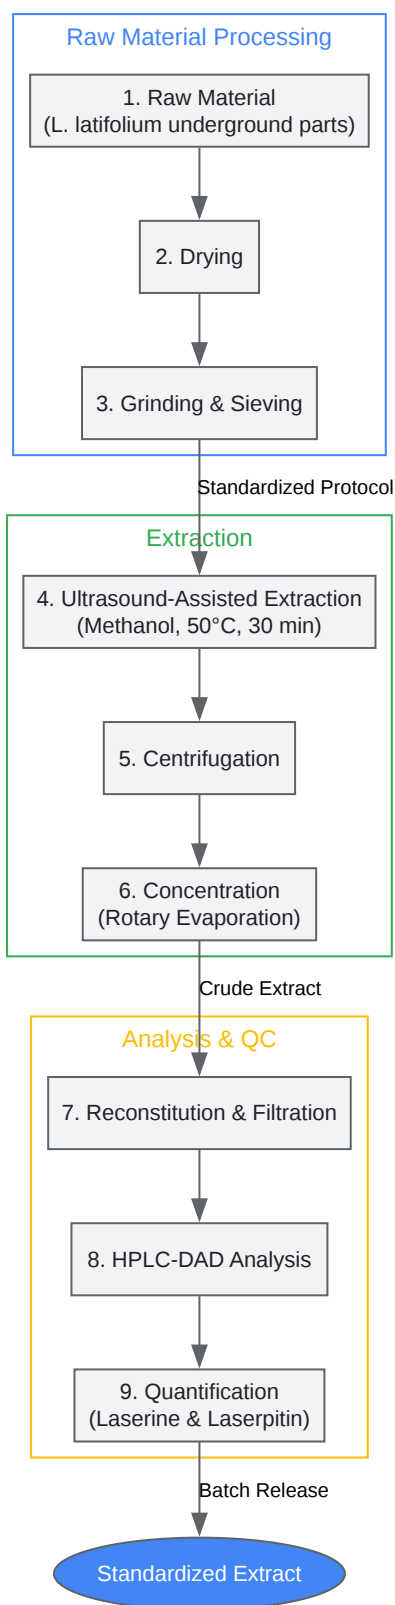 Raw Material Processing
1. Raw Material
(L. latifolium underground parts)
2. Drying
3. Grinding & Sieving
Standardized Protocol
Extraction
4. Ultrasound-Assisted Extraction
(Methanol, 50°C, 30 min)
5. Centrifugation
6. Concentration
(Rotary Evaporation)
Crude Extract
Analysis & QC
7. Reconstitution & Filtration
8. HPLC-DAD Analysis
9. Quantification
(Laserine & Laserpitin)
Batch Release
Standardized Extract